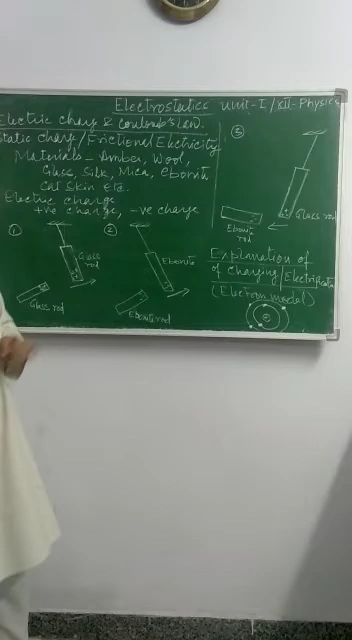 Electrostatics unit-I/XII-Physics
Electric charge & Coulomb's Law.
Static charge/Frictional Electricity
Materials - Amber, Wool,
Glass, Silk, Mica, Ebonite
Cat Skin Etc.
Electric charge
+ve charge, -ve charge
①
Glass rod
Glass rod
②
Ebonite
Ebonite rod
③
Glass rod
Ebonite rod
Explanation of
of charging/Electrification
(Electron model)